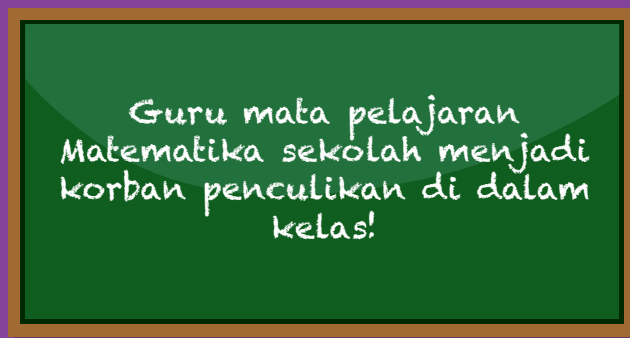 Guru mata pelajaran
Matematika sekolah menjadi
korban penculikan di dalam
kelas!